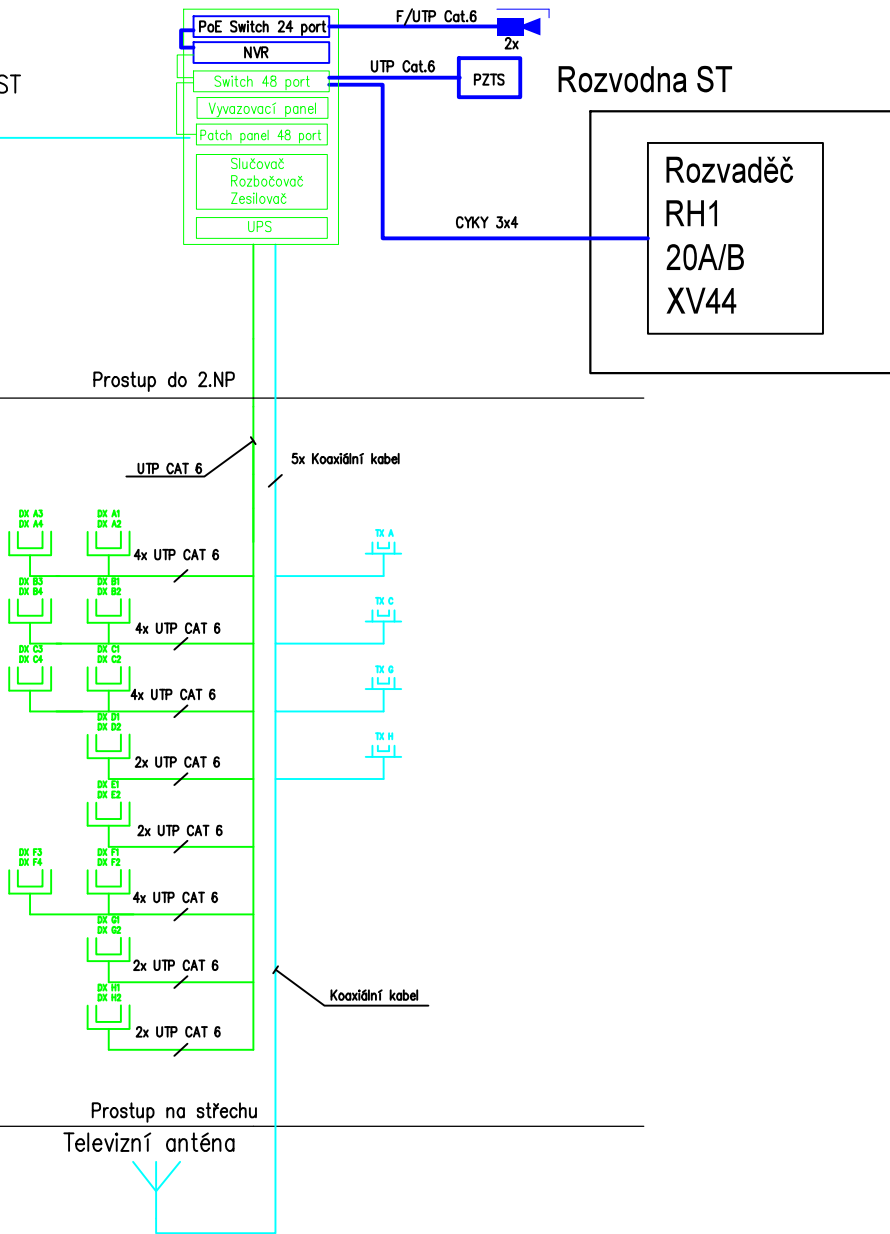 PoE Switch 24 port
F/UTP Cat.6
2x
NVR
ST
Switch 48 port
UTP Cat.6
PZTS
Rozvodna ST
Vyvazovací panel
Patch panel 48 port
Slučovač
Rozbočovač
Zesilovač
UPS
CYKY 3x4
Rozvaděč
RH1
20A/B
XV44
Prostup do 2.NP
UTP CAT 6
5x Koaxiální kabel
DX A3
DX A4
DX A1
DX A2
4x UTP CAT 6
TX A
DX B3
DX B4
DX B1
DX B2
4x UTP CAT 6
TX C
DX C3
DX C4
DX C1
DX C2
4x UTP CAT 6
TX G
DX D1
DX D2
2x UTP CAT 6
TX H
DX E1
DX E2
2x UTP CAT 6
DX F3
DX F4
DX F1
DX F2
4x UTP CAT 6
DX G1
DX G2
2x UTP CAT 6
DX H1
DX H2
2x UTP CAT 6
Koaxiální kabel
Prostup na střechu
Televizní anténa